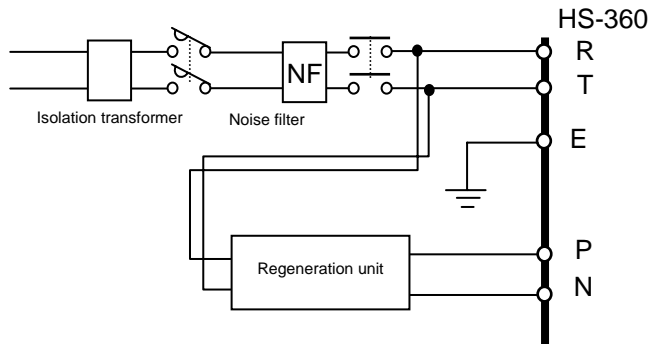 HS-360
R
NF
T
Isolation transformer
Noise filter
E
P
Regeneration unit
N